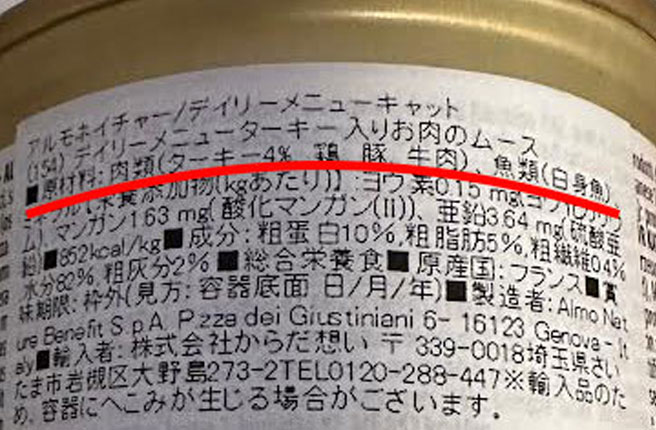 アルモネイチャー/デイリーメニューキャット
(154) デイリーメニューターキー入りお肉のムース
■原材料: 肉類(ターキー4%、鶏、豚、牛肉)、魚類(白身魚)、
ミネラル(栄養添加物(kgあたり)): ヨウ素0.15 mg(ヨウ化カリウ
ム)、マンガン1.63 mg(酸化マンガン(II))、亜鉛3.64 mg(硫酸亜
鉛)■852kcal/kg■成分: 粗蛋白10%,粗脂肪5%,粗繊維0.4%
水分82%, 粗灰分2%■総合栄養食■原産国: フランス■賞
味期限: 枠外(見方: 容器底面 日/月/年)■製造者: Almo Nat
ure Benefit S.p.A. Pizza dei Giustiniani 6- 16123 Genova - It
aly■輸入者: 株式会社からだ想い 〒339-0018埼玉県さい
たま市岩槻区大野島273-2TEL0120-288-447※輸入品のた
め、容器にへこみが生じる場合がございます。